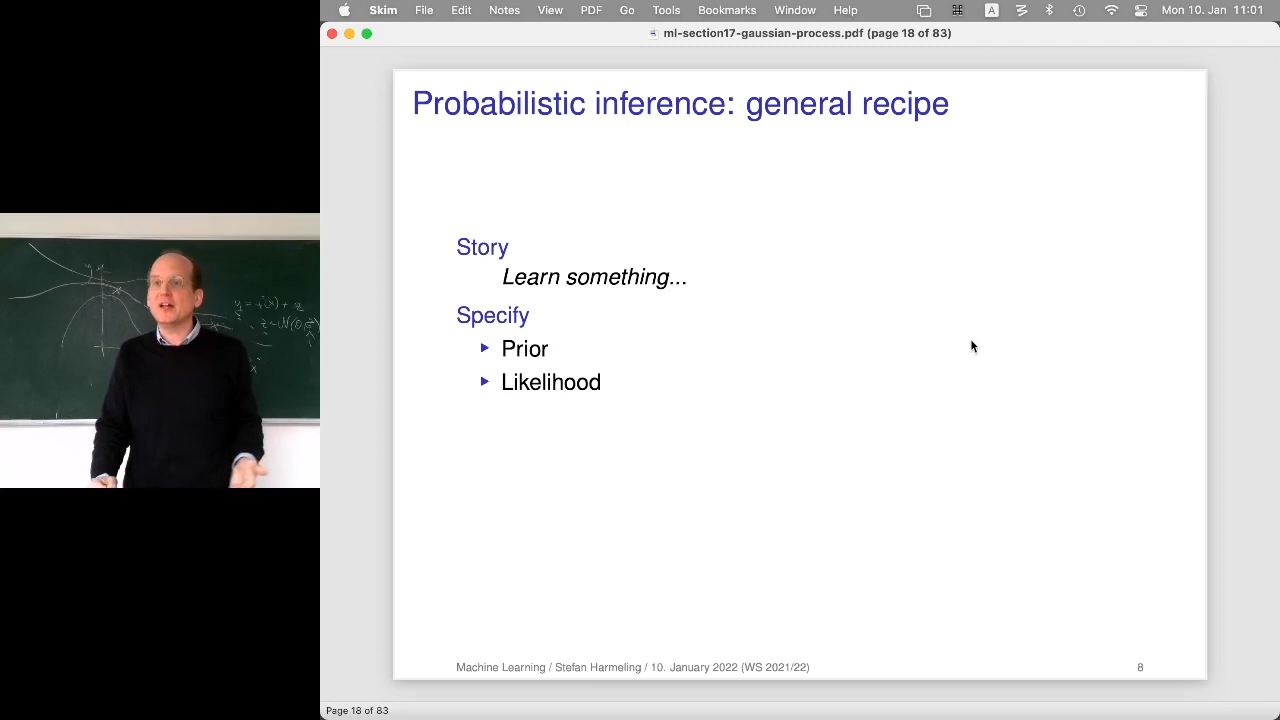 Skim File Edit Notes View PDF Go Tools Bookmarks Window Help A Mon 10. Jan 11:01
ml-section17-gaussian-process.pdf (page 18 of 83)
Probabilistic inference: general recipe
Story
Learn something...
Specify
Prior
Likelihood
Machine Learning / Stefan Harmeling / 10. January 2022 (WS 2021/22) 8
Page 18 of 83